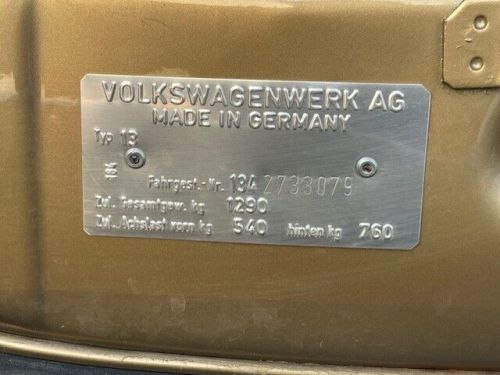 VOLKSWAGENWERK AG
MADE IN GERMANY
Typ 13
Fahrgest.-Nr. 134 2733079
Zul. Gesamtgew. kg 1290
Zul. Achslast vorn kg 540 hinten kg 760